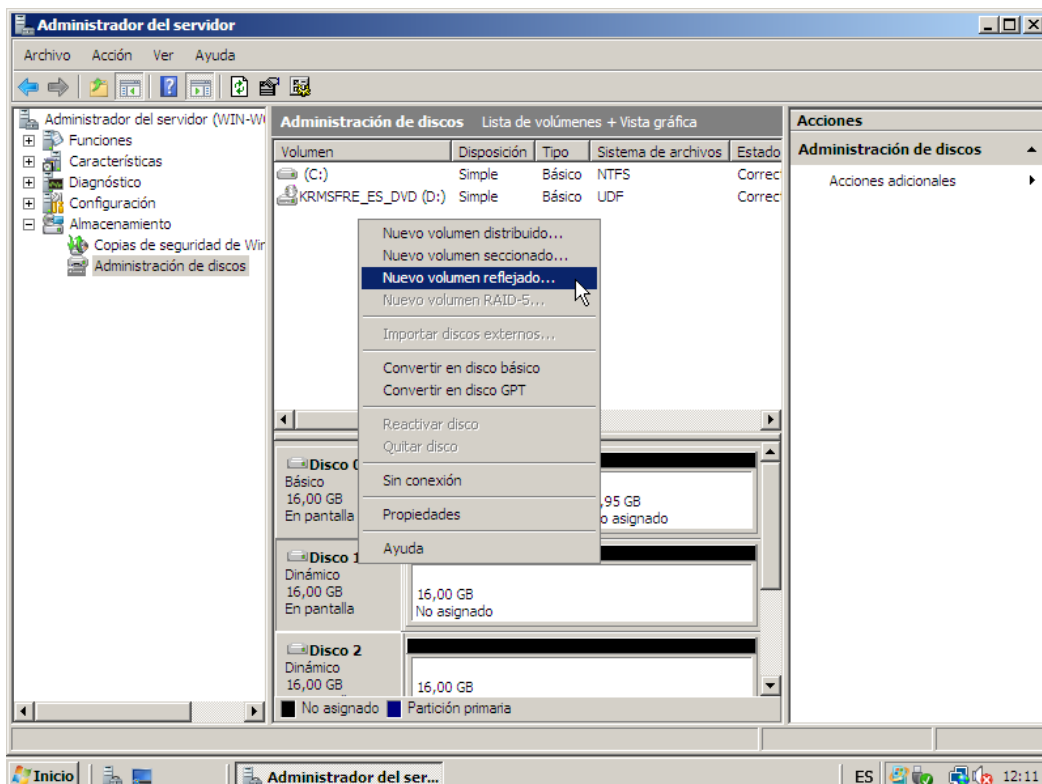 Administrador del servidor
Archivo Acción Ver Ayuda
Administrador del servidor (WIN-W
Funciones
Características
Diagnóstico
Configuración
Almacenamiento
Copias de seguridad de Wir
Administración de discos
Administración de discos Lista de volúmenes + Vista gráfica
Volumen Disposición Tipo Sistema de archivos Estado
(C:) Simple Básico NTFS Correc
KRMSFRE_ES_DVD (D:) Simple Básico UDF Correc
Nuevo volumen distribuido...
Nuevo volumen seccionado...
Nuevo volumen reflejado...
Nuevo volumen RAID-5...
Importar discos externos...
Convertir en disco básico
Convertir en disco GPT
Reactivar disco
Quitar disco
Sin conexión
Propiedades
Ayuda
Disco 0
Básico
16,00 GB
En pantalla
,95 GB
o asignado
Disco 1
Dinámico
16,00 GB
En pantalla
16,00 GB
No asignado
Disco 2
Dinámico
16,00 GB
16,00 GB
No asignado Partición primaria
Acciones
Administración de discos
Acciones adicionales
Inicio
Administrador del ser...
ES
12:11